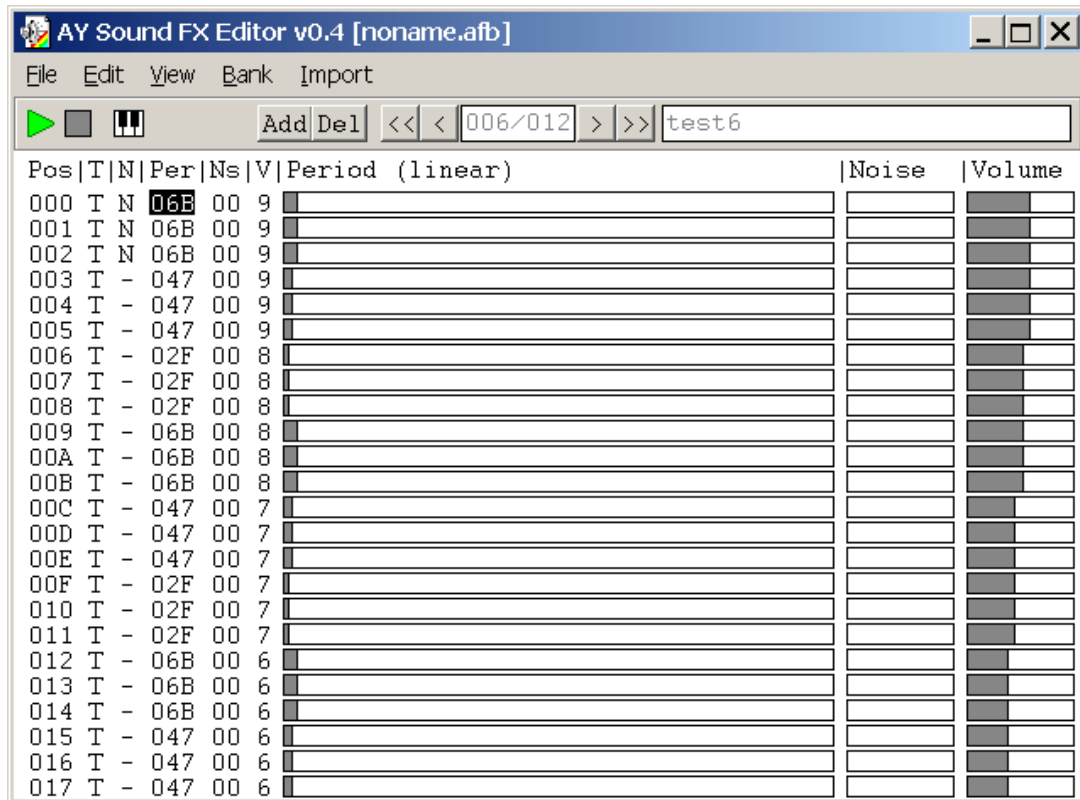 AY Sound FX Editor v0.4 [noname.afb]
File Edit View Bank Import
Add Del << < 006/012 > >> test6
Pos|T|N|Per|Ns|V|Period (linear) |Noise |Volume
000 T N 06B 00 9
001 T N 06B 00 9
002 T N 06B 00 9
003 T - 047 00 9
004 T - 047 00 9
005 T - 047 00 9
006 T - 02F 00 8
007 T - 02F 00 8
008 T - 02F 00 8
009 T - 06B 00 8
00A T - 06B 00 8
00B T - 06B 00 8
00C T - 047 00 7
00D T - 047 00 7
00E T - 047 00 7
00F T - 02F 00 7
010 T - 02F 00 7
011 T - 02F 00 7
012 T - 06B 00 6
013 T - 06B 00 6
014 T - 06B 00 6
015 T - 047 00 6
016 T - 047 00 6
017 T - 047 00 6